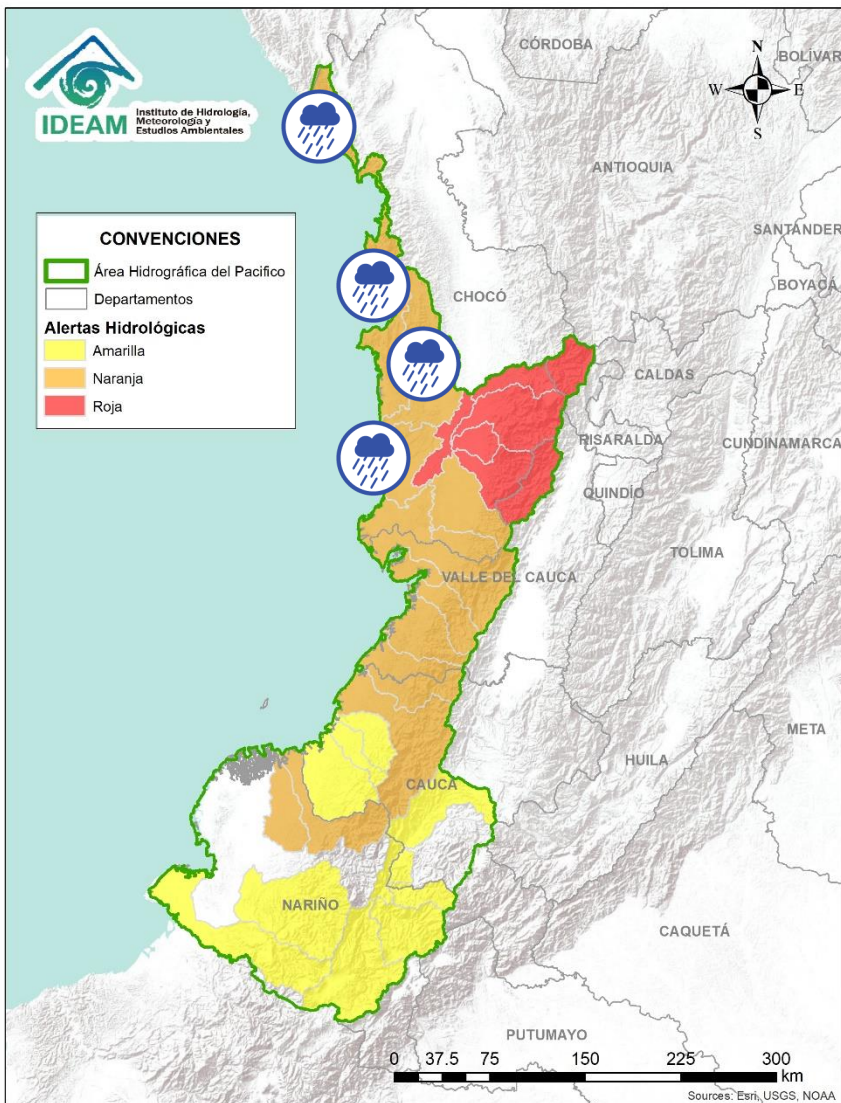 IDEAM
Instituto de Hidrología,
Meteorología y
Estudios Ambientales
CÓRDOBA
BOLÍVAR
N
W
E
S
ANTIOQUIA
SANTANDER
BOYACÁ
CONVENCIONES
Área Hidrográfica del Pacifico
Departamentos
Alertas Hidrológicas
Amarilla
Naranja
Roja
CHOCÓ
CALDAS
RISARALDA
CUNDINAMARCA
QUINDÍO
TOLIMA
VALLE DEL CAUCA
META
HUILA
CAUCA
NARIÑO
CAQUETÁ
PUTUMAYO
0 37.5 75 150 225 300
km
Sources: Esri, USGS, NOAA